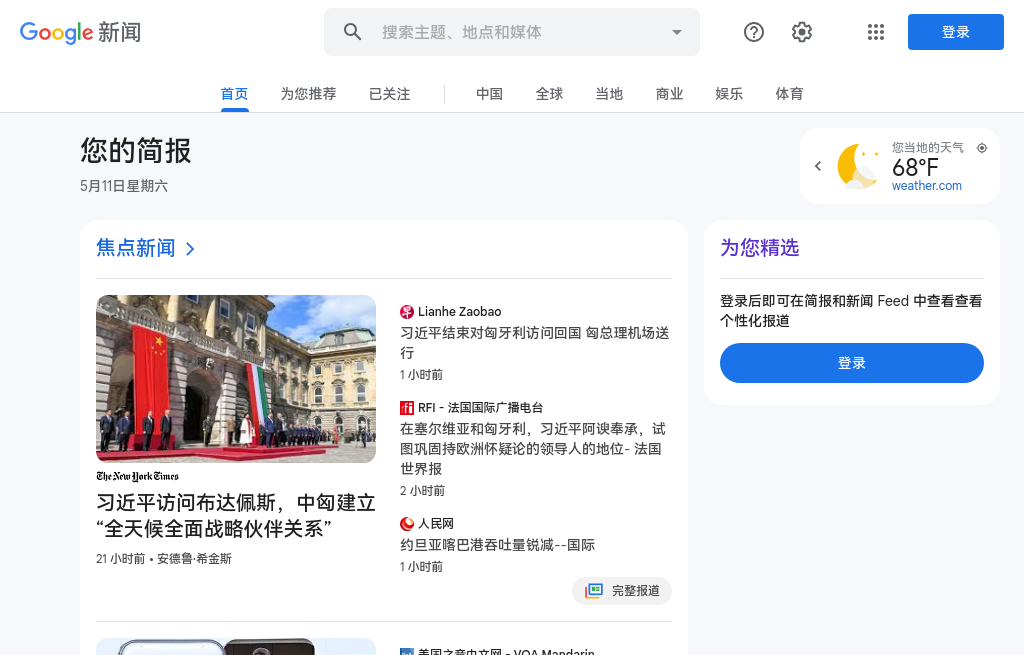 Google 新闻
搜索主题、地点和媒体
登录
首页
为您推荐
已关注
中国
全球
当地
商业
娱乐
体育
您的简报
5月11日星期六
您当地的天气
68°F
weather.com
焦点新闻
The New York Times
习近平访问布达佩斯，中匈建立
“全天候全面战略伙伴关系”
21 小时前 • 安德鲁·希金斯
Lianhe Zaobao
习近平结束对匈牙利访问回国 匈总理机场送
行
1 小时前
RFI - 法国国际广播电台
在塞尔维亚和匈牙利，习近平阿谀奉承，试
图巩固持欧洲怀疑论的领导人的地位- 法国
世界报
2 小时前
人民网
约旦亚喀巴港吞吐量锐减--国际
1 小时前
完整报道
美国之音中文网 - VOA Mandarin
为您精选
登录后即可在简报和新闻 Feed 中查看查看
个性化报道
登录